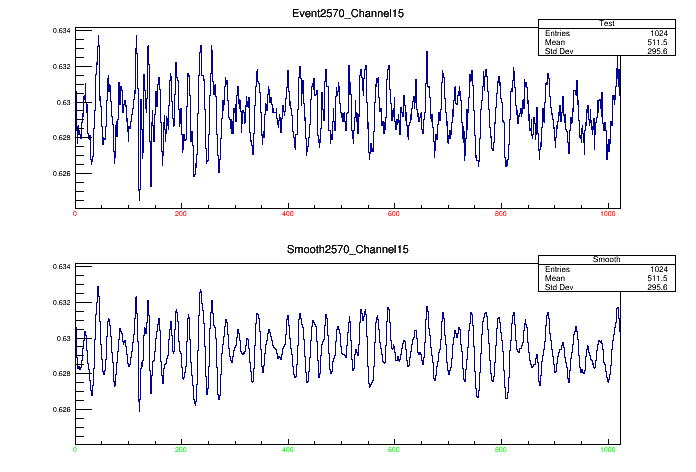 Event2570_Channel15
Test
Entries 1024
Mean 511.5
Std Dev 295.6
0.634
0.632
0.63
0.628
0.626
0 200 400 600 800 1000
Smooth2570_Channel15
Smooth
Entries 1024
Mean 511.5
Std Dev 295.6
0.634
0.632
0.63
0.628
0.626
0 200 400 600 800 1000